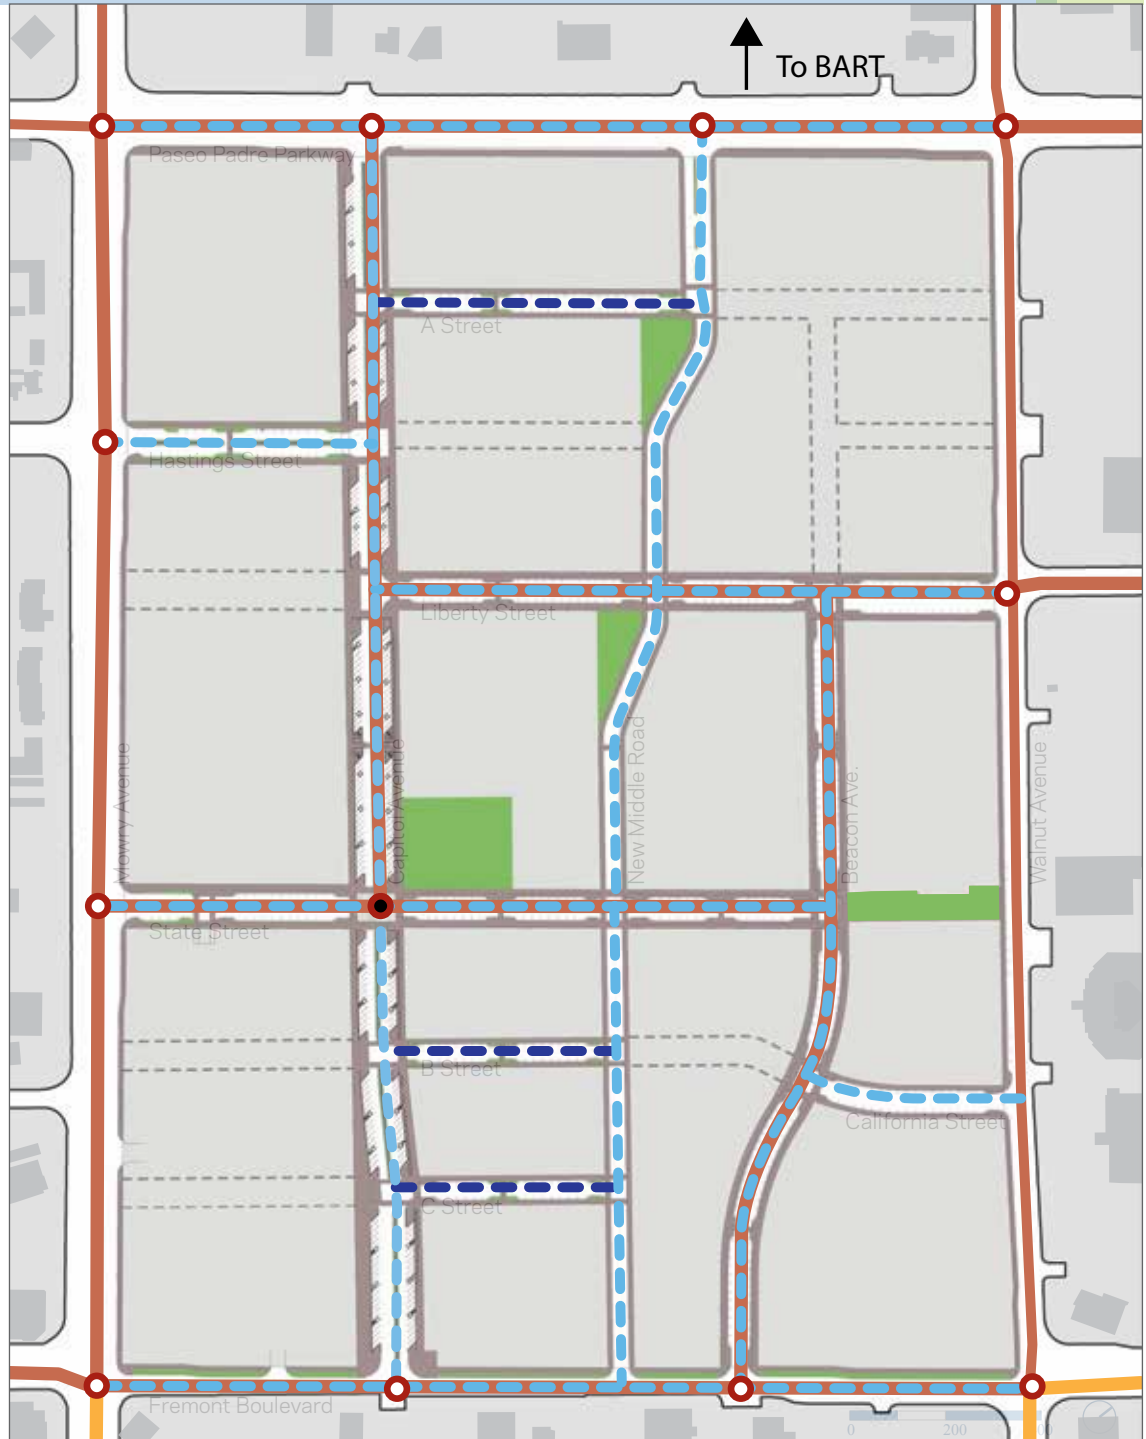 To BART
Paseo Padre Parkway
A Street
Hastings Street
Liberty Street
Mowry Avenue
Capitol Avenue
New Middle Road
Beacon Ave.
Walnut Avenue
State Street
B Street
California Street
C Street
Fremont Boulevard
0 200